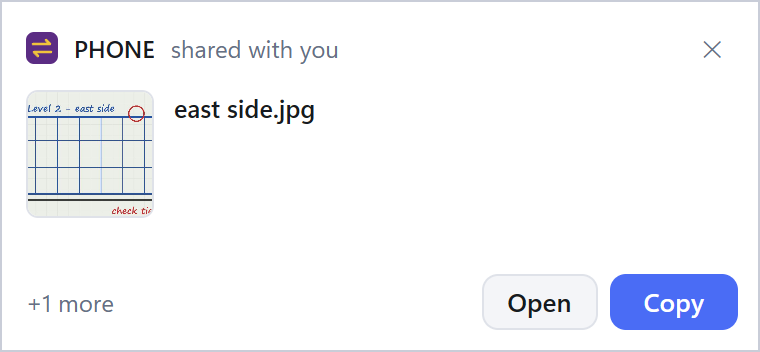 PHONE shared with you
Level 2 - east side
east side.jpg
check
+1 more
Open
Copy